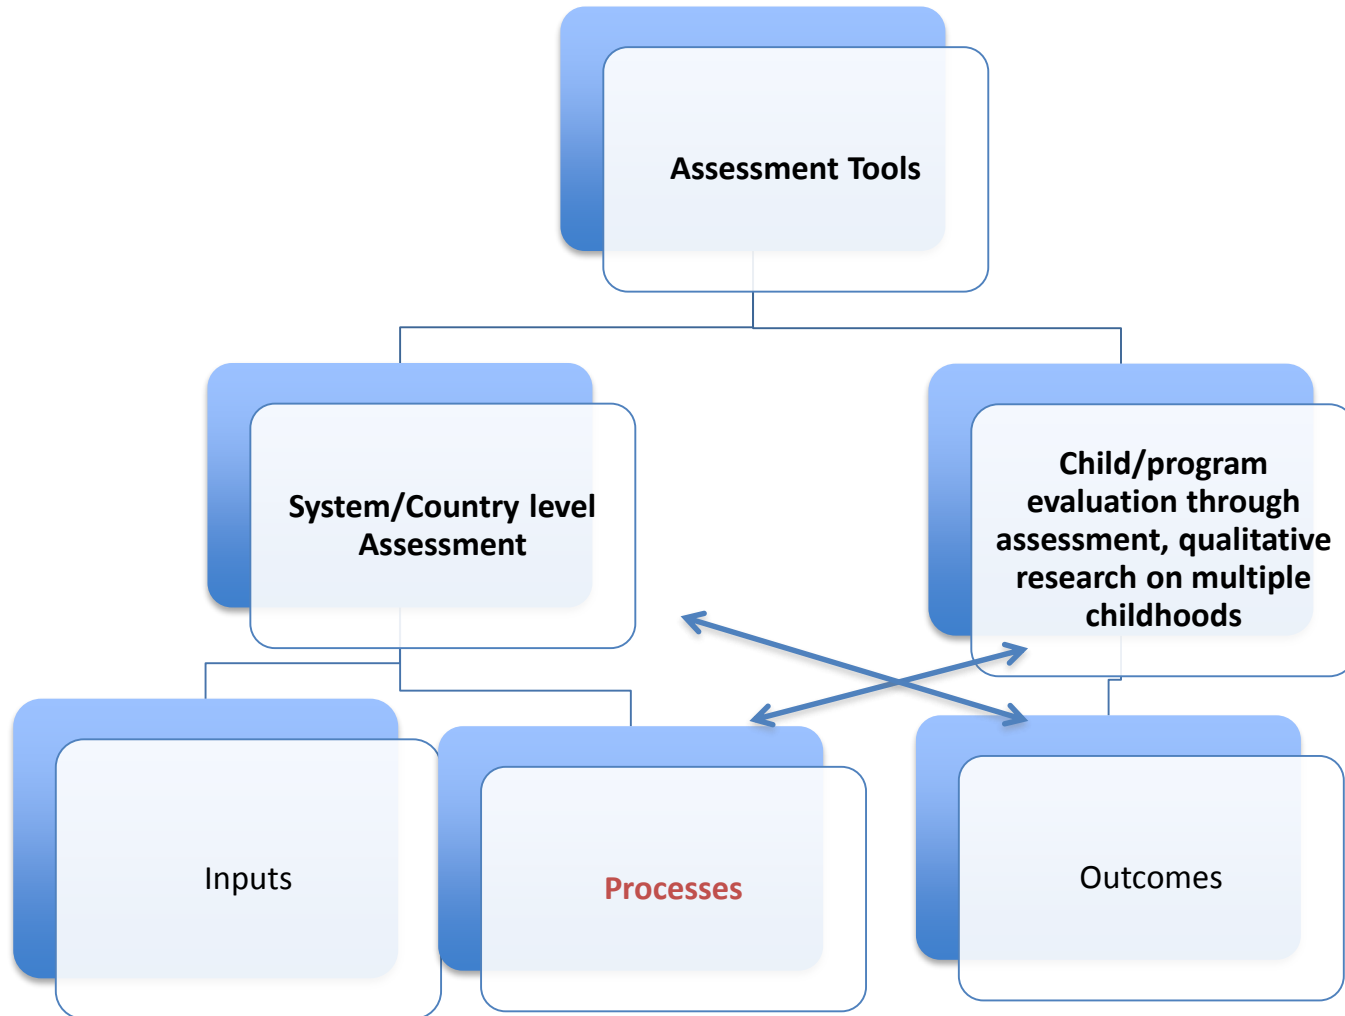 Assessment Tools
System/Country level
Assessment
Child/program
evaluation through
assessment, qualitative
research on multiple
childhoods
Inputs
Processes
Outcomes